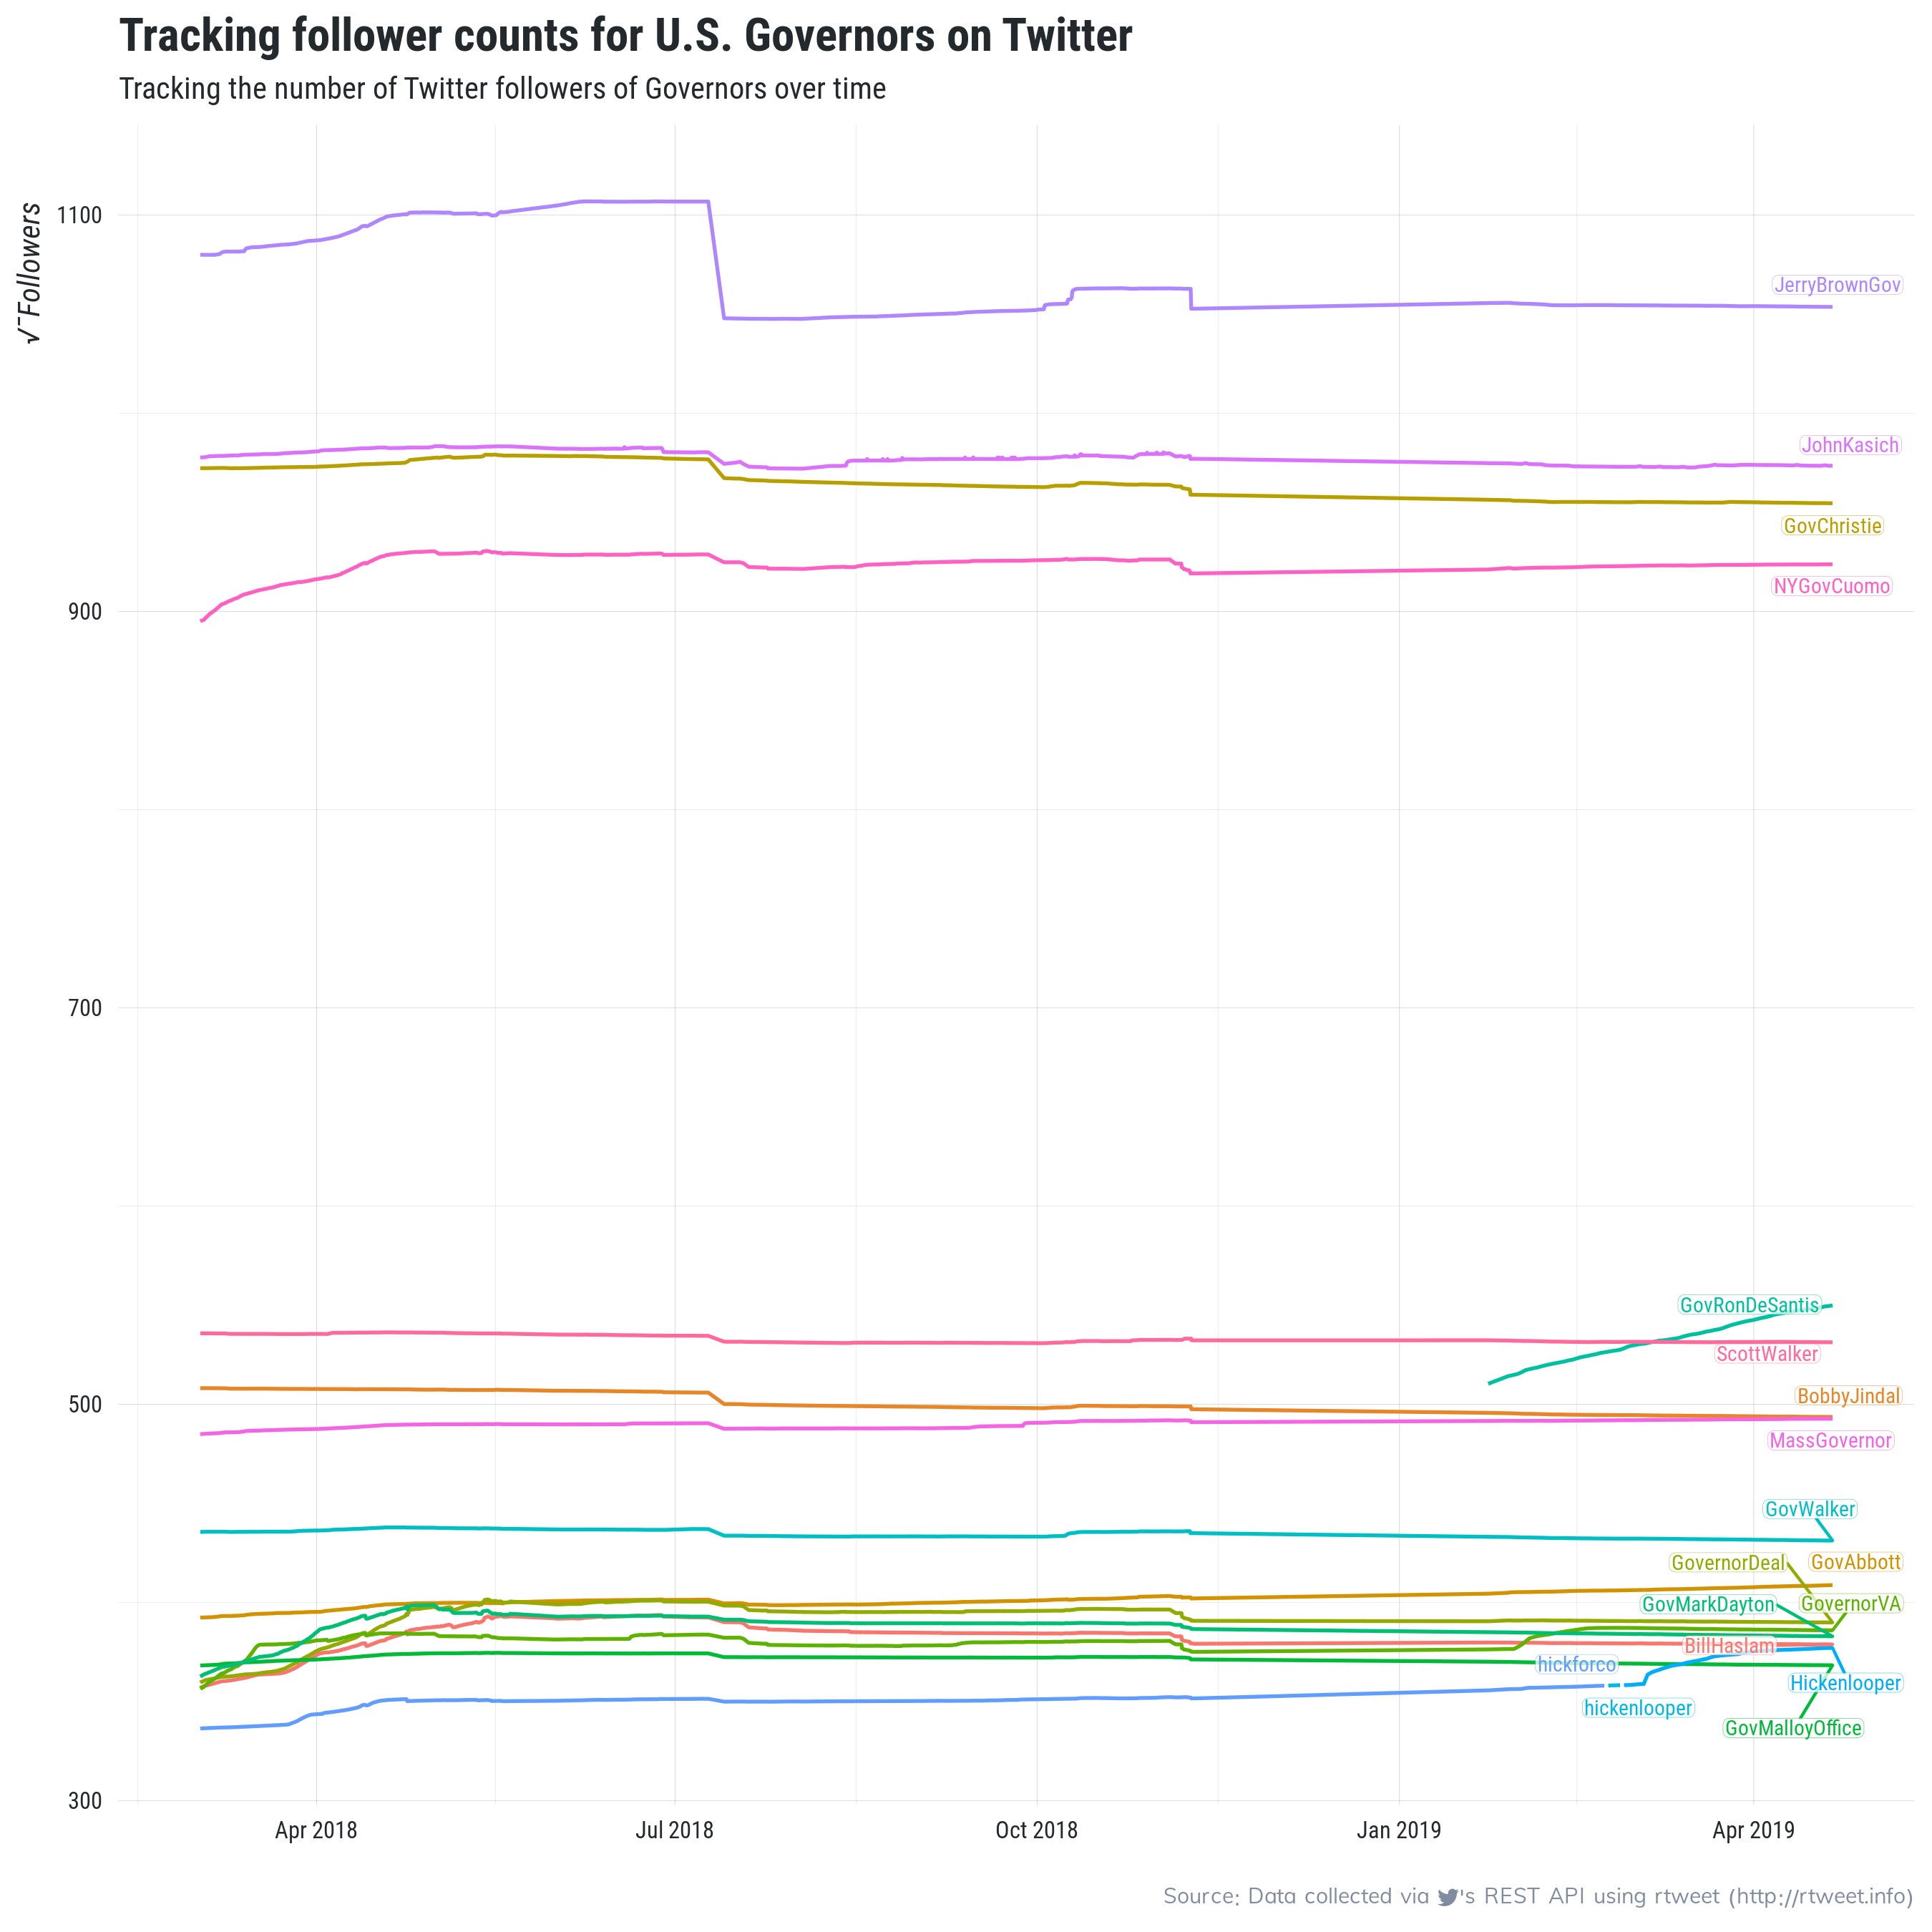 Tracking follower counts for U.S. Governors on Twitter
Tracking the number of Twitter followers of Governors over time
√‾Followers
1100
900
700
500
300
JerryBrownGov
JohnKasich
GovChristie
NYGovCuomo
GovRonDeSantis
ScottWalker
BobbyJindal
MassGovernor
GovWalker
GovernorDeal
GovAbbott
GovMarkDayton
GovernorVA
BillHaslam
hickforco
Hickenlooper
hickenlooper
GovMalloyOffice
Apr 2018
Jul 2018
Oct 2018
Jan 2019
Apr 2019
Source: Data collected via 's REST API using rtweet (http://rtweet.info)